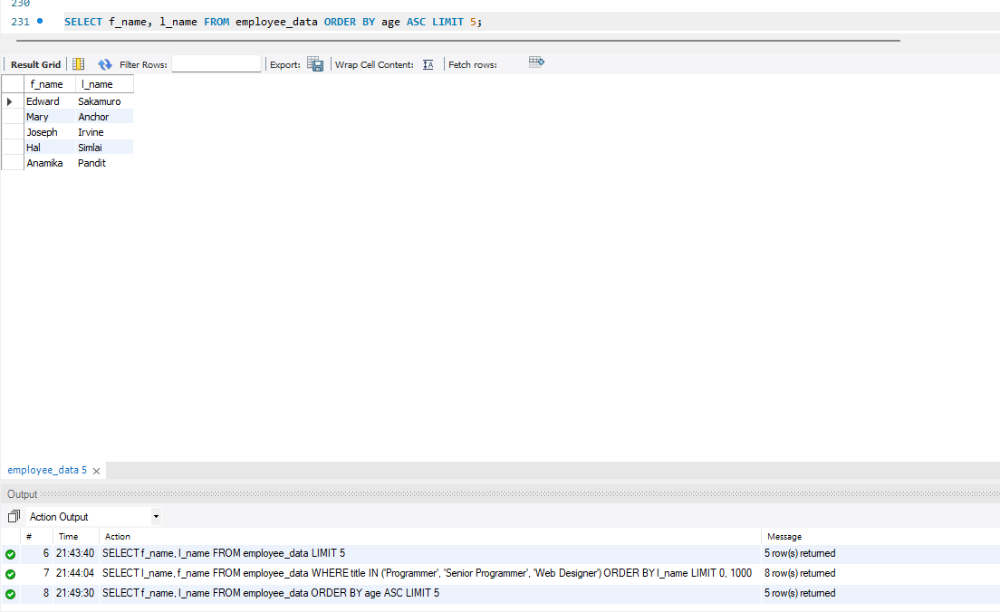 230
231 SELECT f_name, l_name FROM employee_data ORDER BY age ASC LIMIT 5;
Result Grid Filter Rows: Export: Wrap Cell Content: IA Fetch rows:
f_name l_name
Edward Sakamuro
Mary Anchor
Joseph Irvine
Hal Simlai
Anamika Pandit
employee_data 5
Output
Action Output
# Time Action Message
6 21:43:40 SELECT f_name, l_name FROM employee_data LIMIT 5 5 row(s) returned
7 21:44:04 SELECT l_name, f_name FROM employee_data WHERE title IN ('Programmer', 'Senior Programmer', 'Web Designer') ORDER BY l_name LIMIT 0, 1000 8 row(s) returned
8 21:49:30 SELECT f_name, l_name FROM employee_data ORDER BY age ASC LIMIT 5 5 row(s) returned